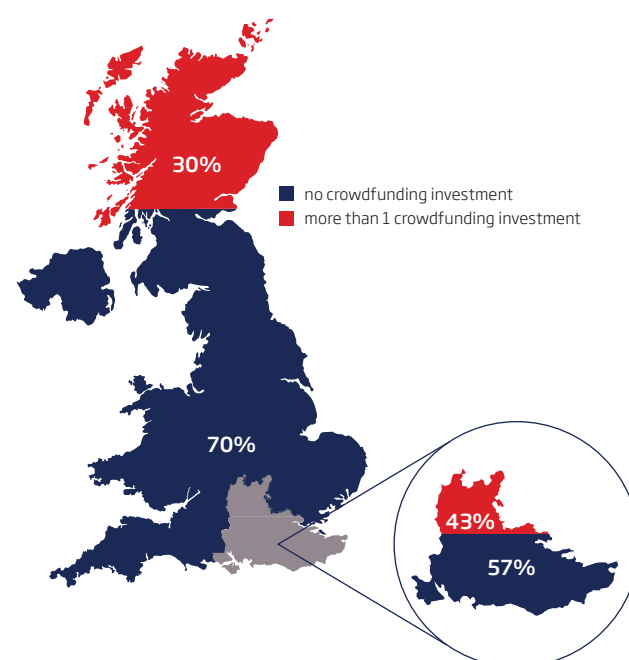 30%
no crowdfunding investment
more than 1 crowdfunding investment
70%
43%
57%